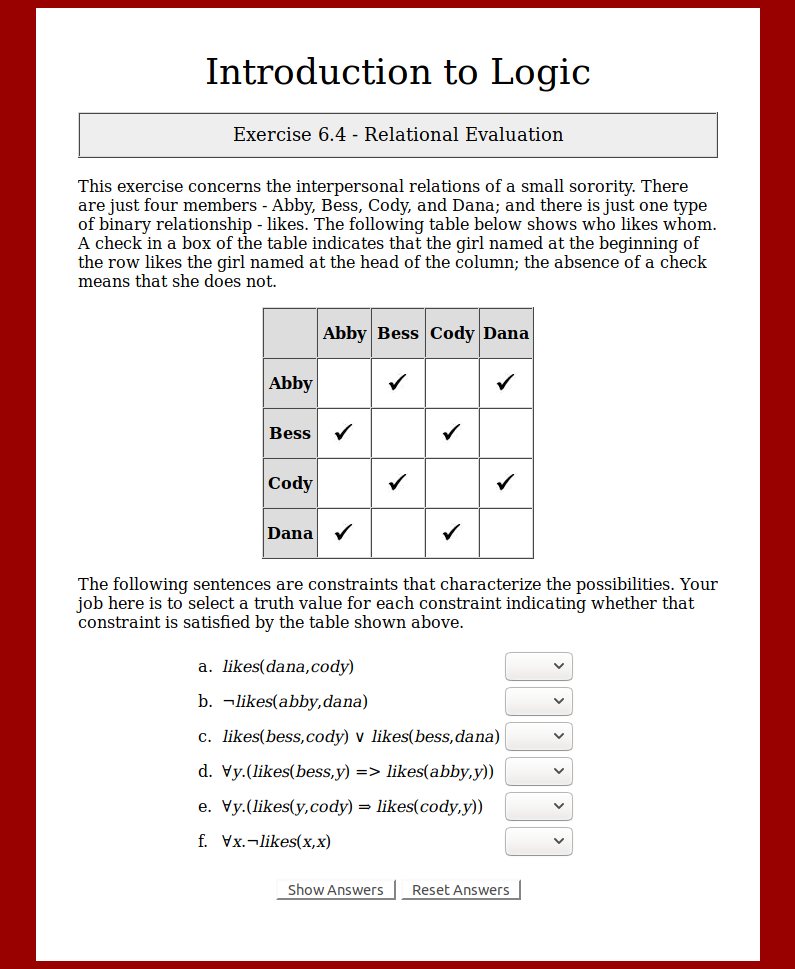 Introduction to Logic
Exercise 6.4 - Relational Evaluation
This exercise concerns the interpersonal relations of a small sorority. There
are just four members - Abby, Bess, Cody, and Dana; and there is just one type
of binary relationship - likes. The following table below shows who likes whom.
A check in a box of the table indicates that the girl named at the beginning of
the row likes the girl named at the head of the column; the absence of a check
means that she does not.
Abby Bess Cody Dana
Abby ✓ ✓
Bess ✓ ✓
Cody ✓ ✓
Dana ✓ ✓
The following sentences are constraints that characterize the possibilities. Your
job here is to select a truth value for each constraint indicating whether that
constraint is satisfied by the table shown above.
a. likes(dana,cody)
b. ¬likes(abby,dana)
c. likes(bess,cody) ∨ likes(bess,dana)
d. ∀y.(likes(bess,y) => likes(abby,y))
e. ∀y.(likes(y,cody) ⇒ likes(cody,y))
f. ∀x.¬likes(x,x)
Show Answers Reset Answers